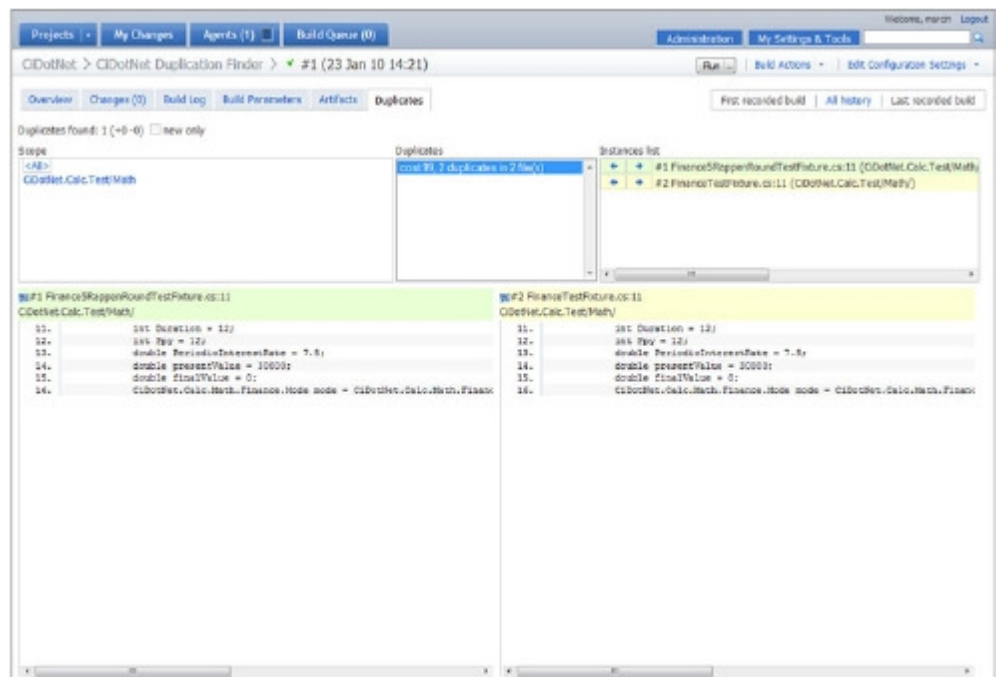 Welcome, marcin Logout
Projects My Changes Agents (1) Build Queue (0) Administration My Settings & Tools
CiDotNet > CiDotNet Duplication Finder > #1 (23 Jan 10 14:21) Run ... Build Actions Edit Configuration Settings
Overview Changes (0) Build Log Build Parameters Artifacts Duplicates First recorded build | All history | Last recorded build
Duplicates found: 1 (+0 -0) new only
Scope Duplicates Instances list
<All> cost 99, 2 duplicates in 2 file(s) #1 Finance5RappenRoundTestFixture.cs:11 (CiDotNet.Calc.Test/Math/
CiDotNet.Calc.Test/Math #2 FinanceTestFixture.cs:11 (CiDotNet.Calc.Test/Math/)
#1 Finance5RappenRoundTestFixture.cs:11
CiDotNet.Calc.Test/Math/
11. int Duration = 12;
12. int Ppy = 12;
13. double PeriodicInterestRate = 7.5;
14. double presentValue = 30000;
15. double finalValue = 0;
16. CiDotNet.Calc.Math.Finance.Mode mode = CiDotNet.Calc.Math.Financ
#2 FinanceTestFixture.cs:11
CiDotNet.Calc.Test/Math/
11. int Duration = 12;
12. int Ppy = 12;
13. double PeriodicInterestRate = 7.5;
14. double presentValue = 30000;
15. double finalValue = 0;
16. CiDotNet.Calc.Math.Finance.Mode mode = CiDotNet.Calc.Math.Financ